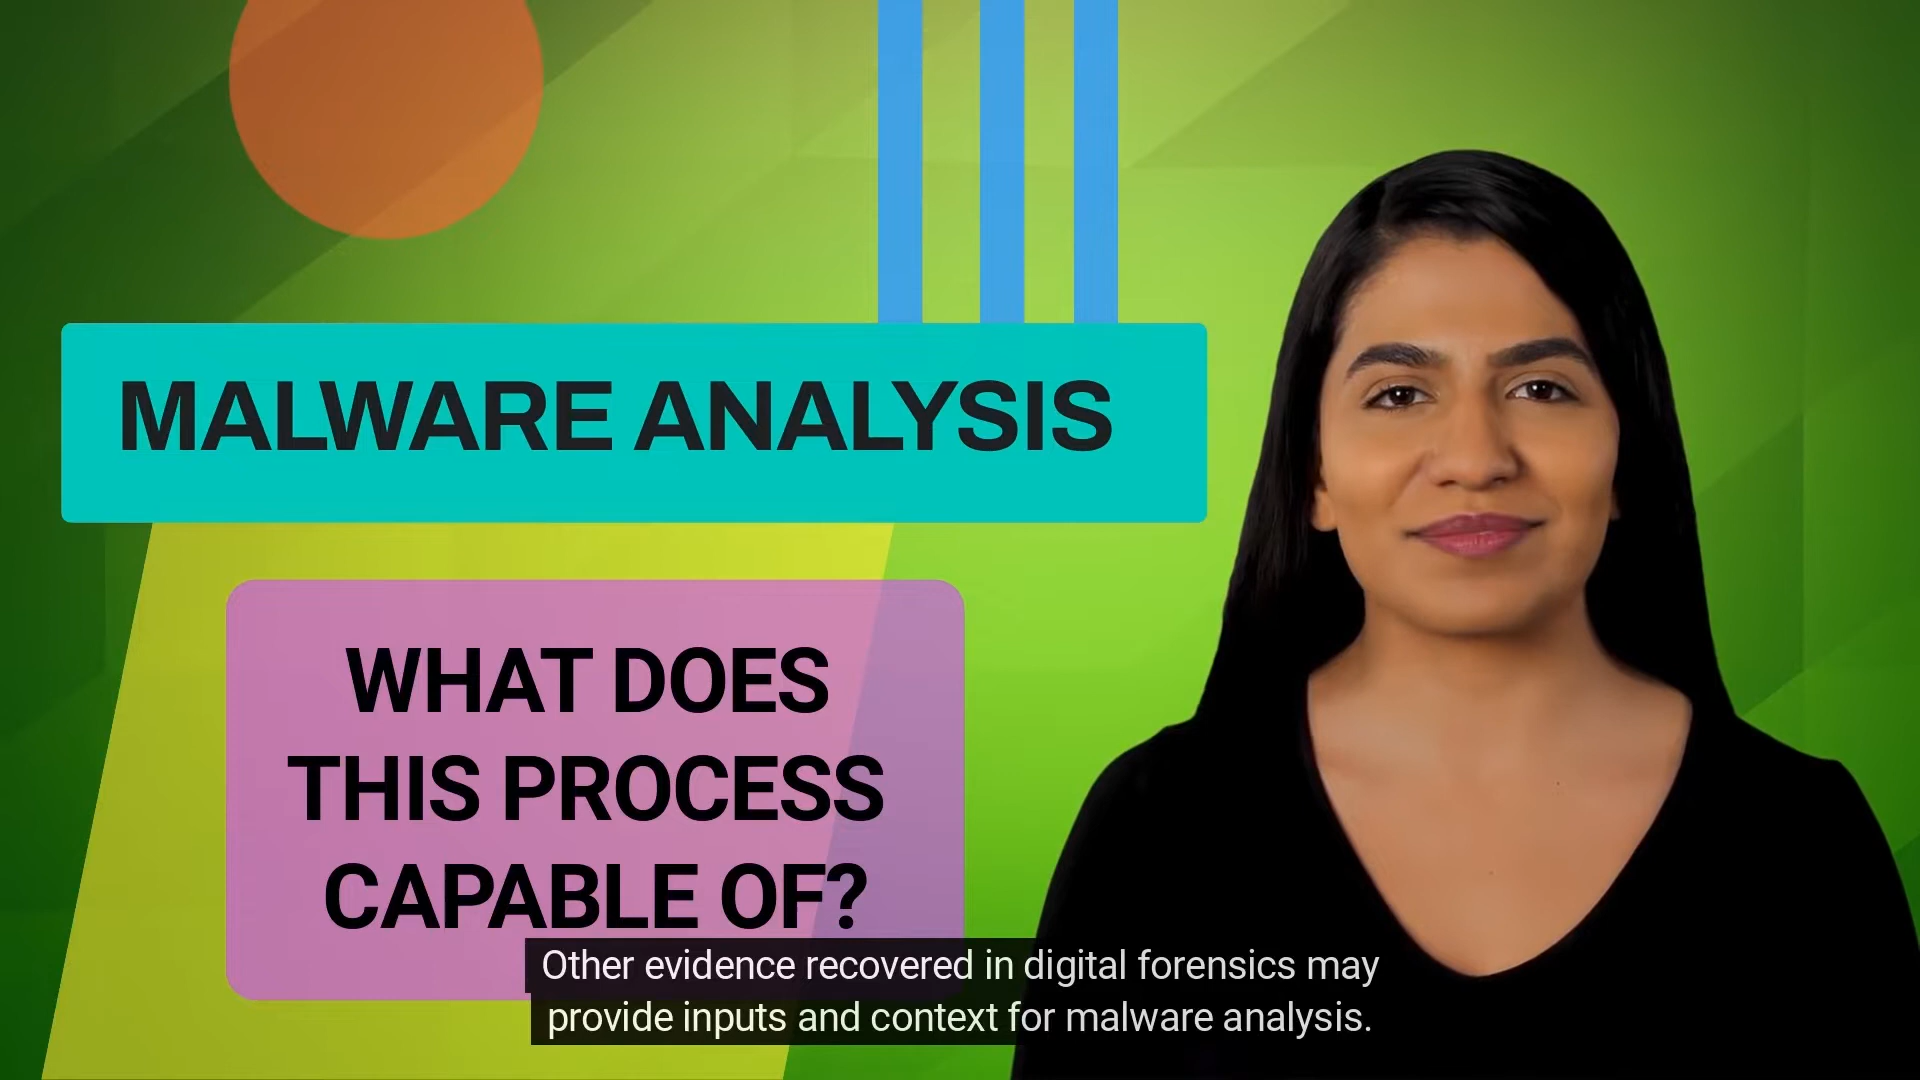 MALWARE ANALYSIS
WHAT DOES
THIS PROCESS
CAPABLE OF?
Other evidence recovered in digital forensics may
provide inputs and context for malware analysis.